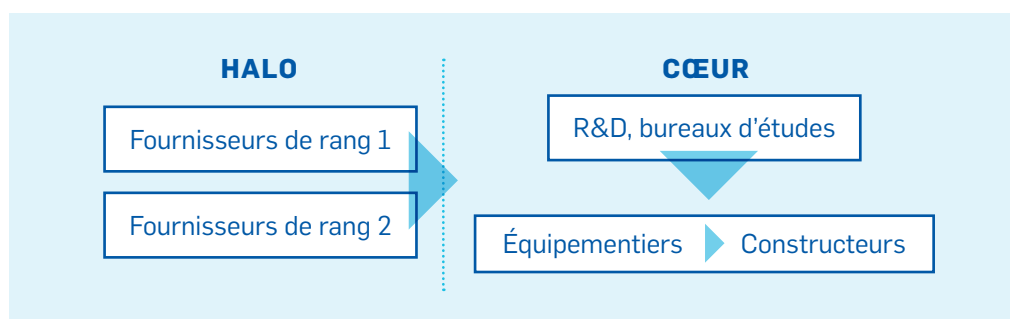 HALO
Fournisseurs de rang 1
Fournisseurs de rang 2
CŒUR
R&D, bureaux d'études
Équipementiers
Constructeurs